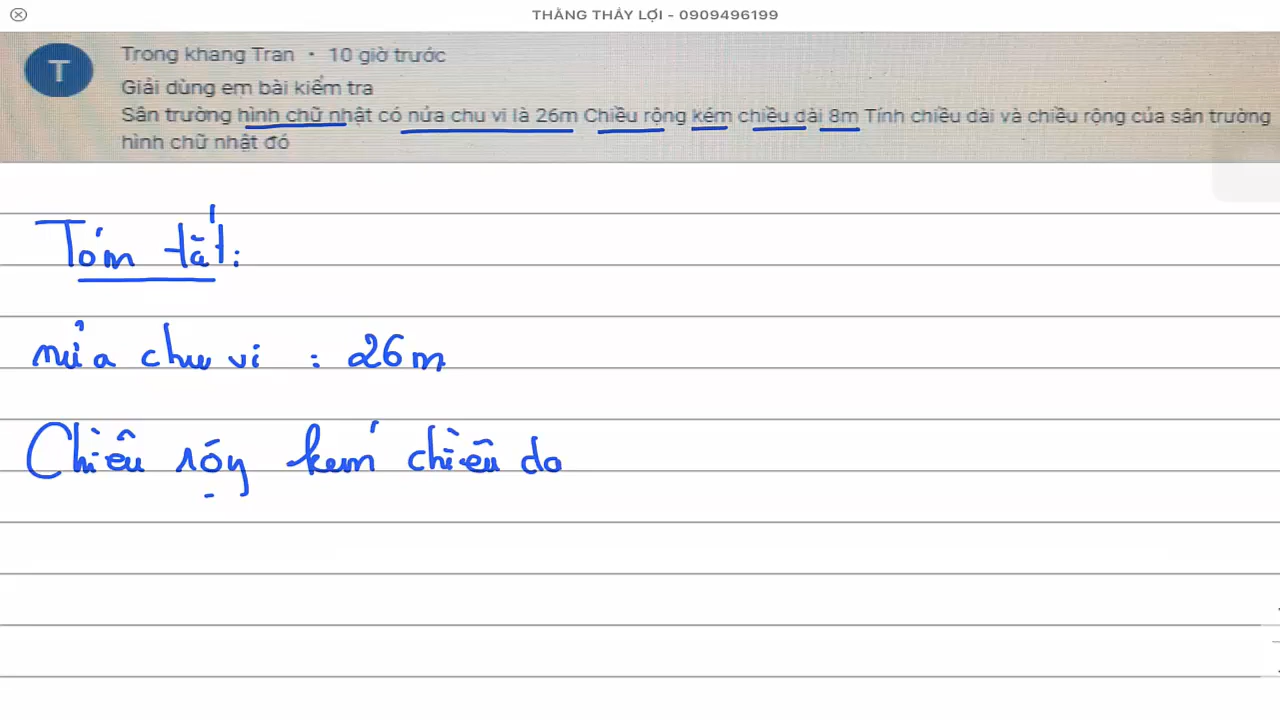 THẰNG THẦY LỢI - 0909496199
T
Trong khang Tran • 10 giờ trước
Giải dùng em bài kiểm tra
Sân trường hình chữ nhật có nửa chu vi là 26m Chiều rộng kém chiều dài 8m Tính chiều dài và chiều rộng của sân trường
hình chữ nhật đó
Tóm tắt:
nửa chu vi : 26m
Chiều rộng kém chiều da